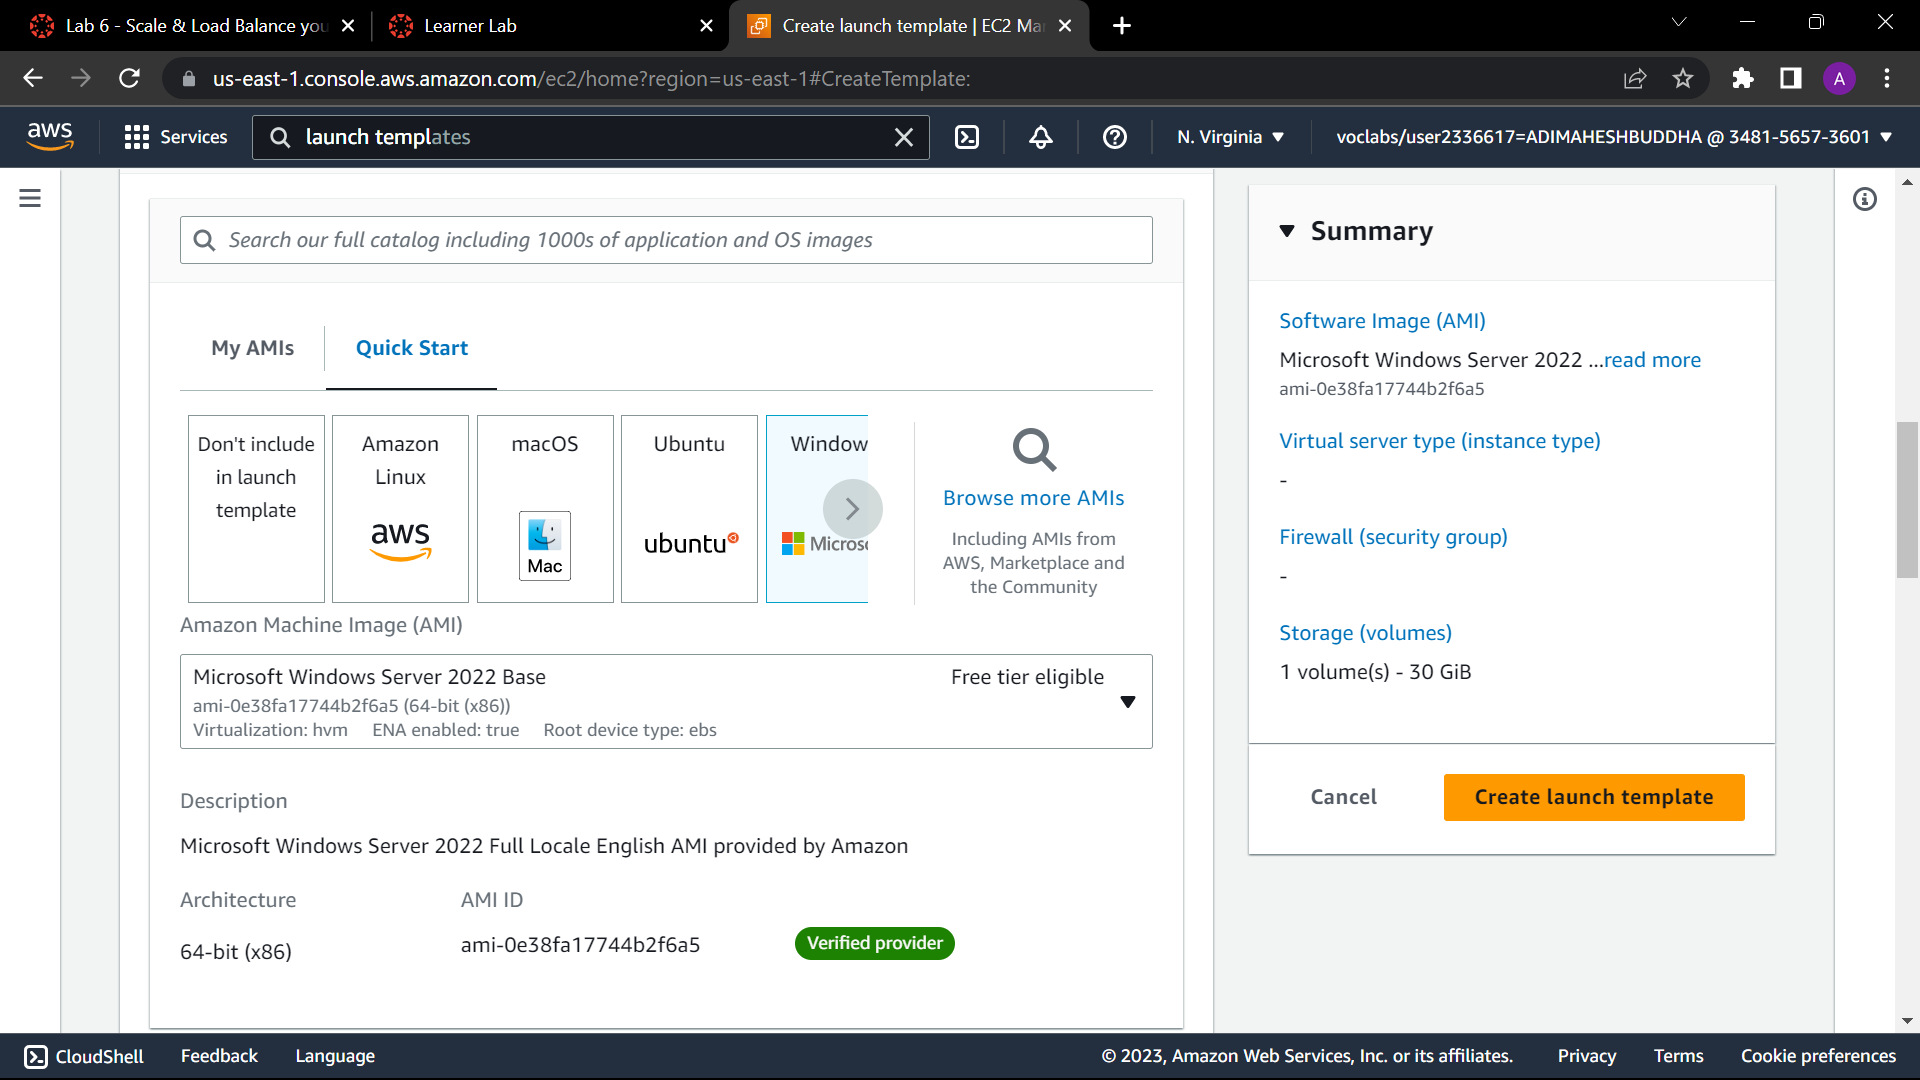 Lab 6 - Scale & Load Balance you
Learner Lab
Create launch template | EC2 Ma
us-east-1.console.aws.amazon.com/ec2/home?region=us-east-1#CreateTemplate:
A
aws
Services
launch templates
N. Virginia
voclabs/user2336617=ADIMAHESHBUDDHA @ 3481-5657-3601
Search our full catalog including 1000s of application and OS images
My AMIs
Quick Start
Don't include
in launch
template
Amazon
Linux
aws
macOS
Mac
Ubuntu
ubuntu
Window
Microso
Browse more AMIs
Including AMIs from
AWS, Marketplace and
the Community
Amazon Machine Image (AMI)
Microsoft Windows Server 2022 Base
Free tier eligible
ami-0e38fa17744b2f6a5 (64-bit (x86))
Virtualization: hvm ENA enabled: true Root device type: ebs
Description
Microsoft Windows Server 2022 Full Locale English AMI provided by Amazon
Architecture
AMI ID
64-bit (x86)
ami-0e38fa17744b2f6a5
Verified provider
Summary
Software Image (AMI)
Microsoft Windows Server 2022 ...read more
ami-0e38fa17744b2f6a5
Virtual server type (instance type)
-
Firewall (security group)
-
Storage (volumes)
1 volume(s) - 30 GiB
Cancel
Create launch template
CloudShell
Feedback
Language
© 2023, Amazon Web Services, Inc. or its affiliates.
Privacy
Terms
Cookie preferences